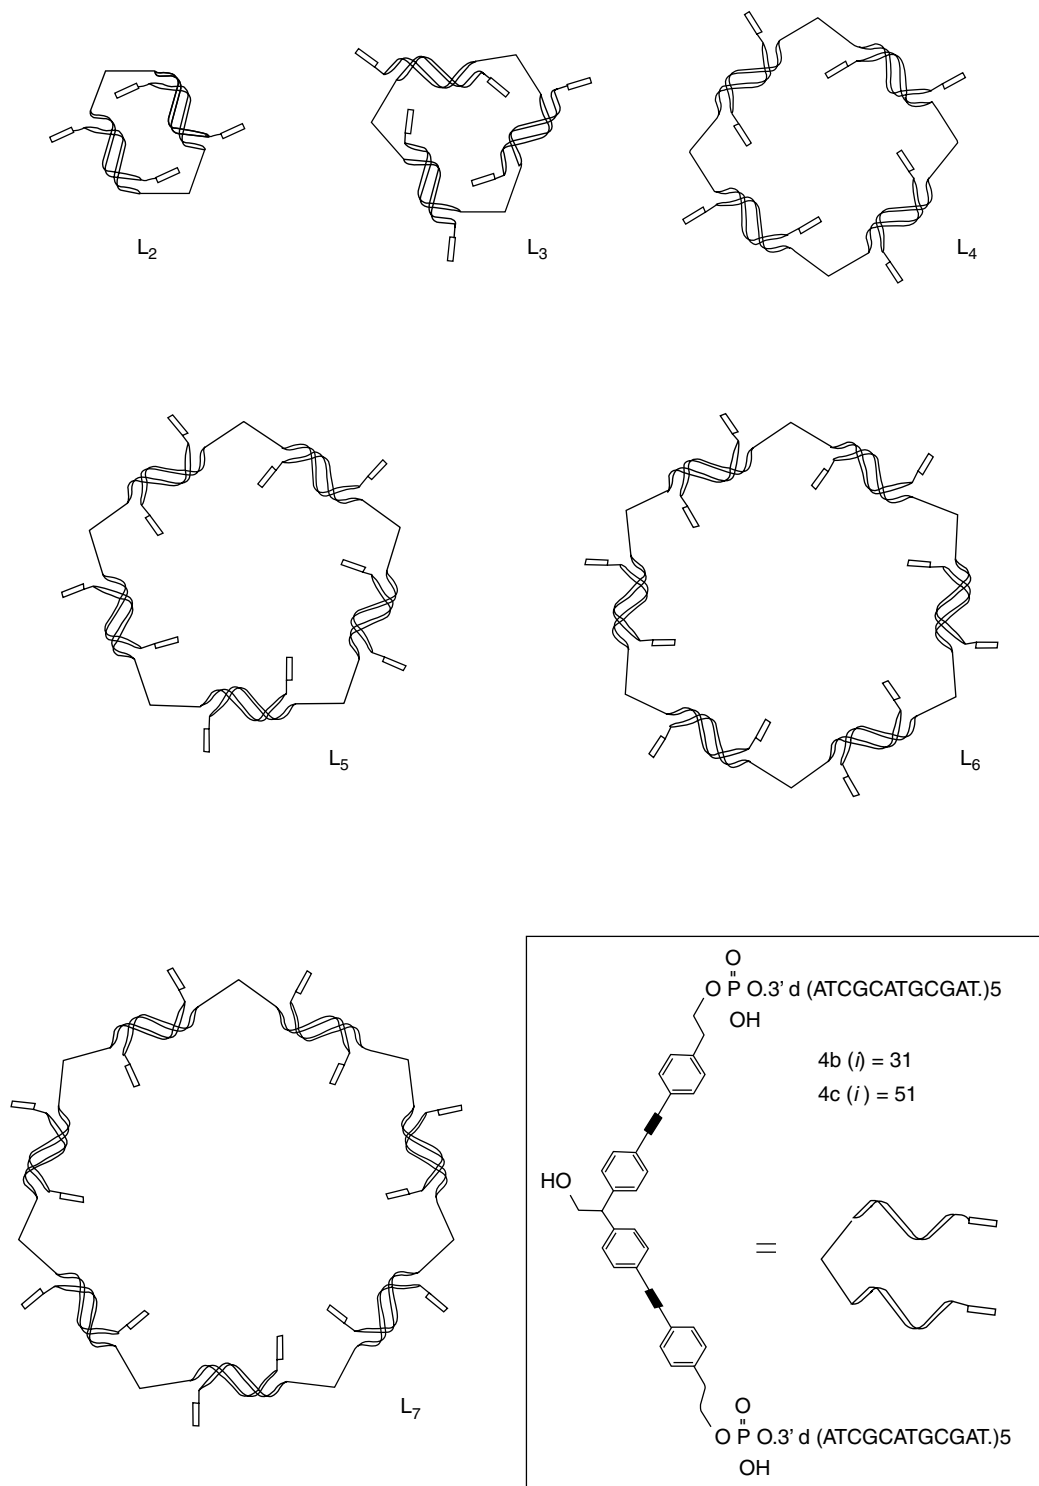 L2
L3
L4
L5
L6
L7
O
O P O.3’ d (ATCGCATGCGAT.)5
OH
4b (i) = 31
4c (i ) = 51
HO
=
O
O P O.3’ d (ATCGCATGCGAT.)5
OH